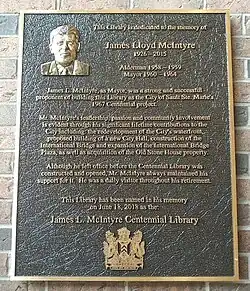 This Library is dedicated to the memory of
James Lloyd McIntyre
1926 - 2015
Alderman 1958 - 1959
Mayor 1960 - 1964
James L. McIntyre, as Mayor, was a strong and successful
proponent of building this Library as the City of Sault Ste. Marie's
1967 Centennial project.
Mr. McIntyre's leadership, passion and community involvement
is evident through his significant lifetime contributions to the
City including: the redevelopment of the City's waterfront,
proposed building of a new City Hall, construction of the
International Bridge and expansion of the International Bridge
Plaza, as well as acquisition of the Old Stone House property.
Although he left office before the Centennial Library was
constructed and opened, Mr. McIntyre always maintained his
support for it. He was a daily visitor throughout his retirement.
This Library has been named in his memory
on June 18, 2018 as the:
James L. McIntyre Centennial Library